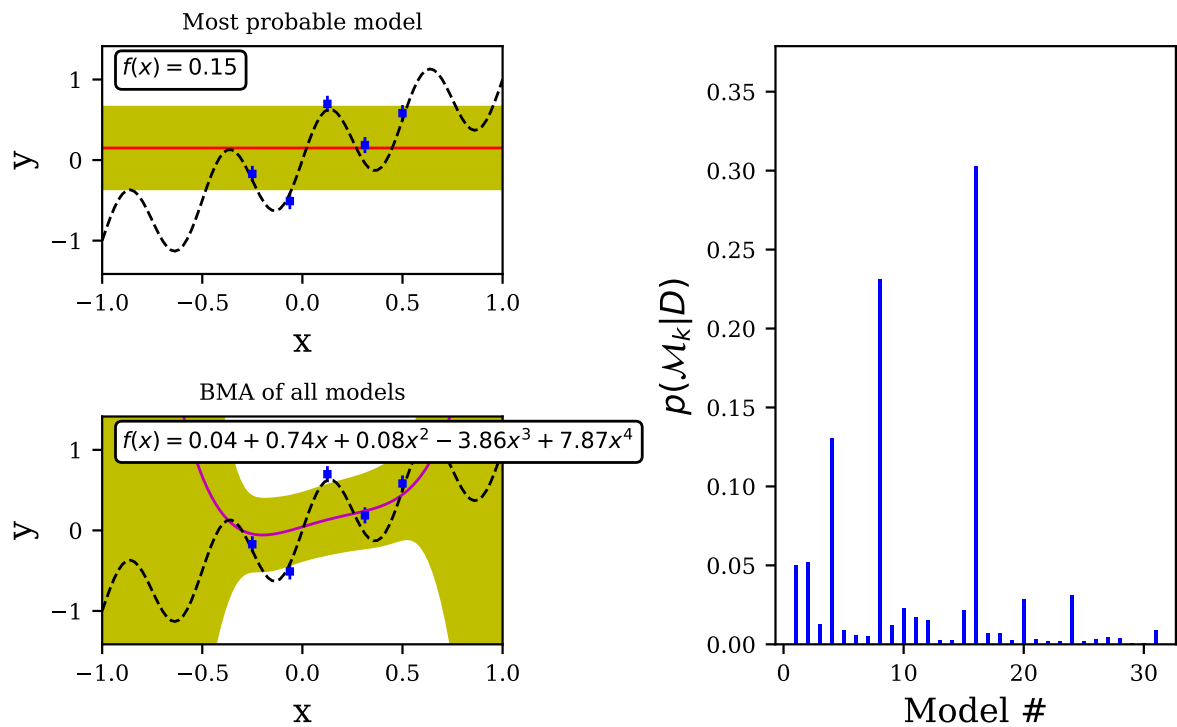 Most probable model
f(x) = 0.15
1
0
−1
y
−1.0 −0.5 0.0 0.5 1.0
x
BMA of all models
f(x) = 0.04 + 0.74x + 0.08x² − 3.86x³ + 7.87x⁴
1
0
−1
y
−1.0 −0.5 0.0 0.5 1.0
x
0.35
0.30
0.25
0.20
0.15
0.10
0.05
0.00
p(ℳₖ|D)
0 10 20 30
Model #